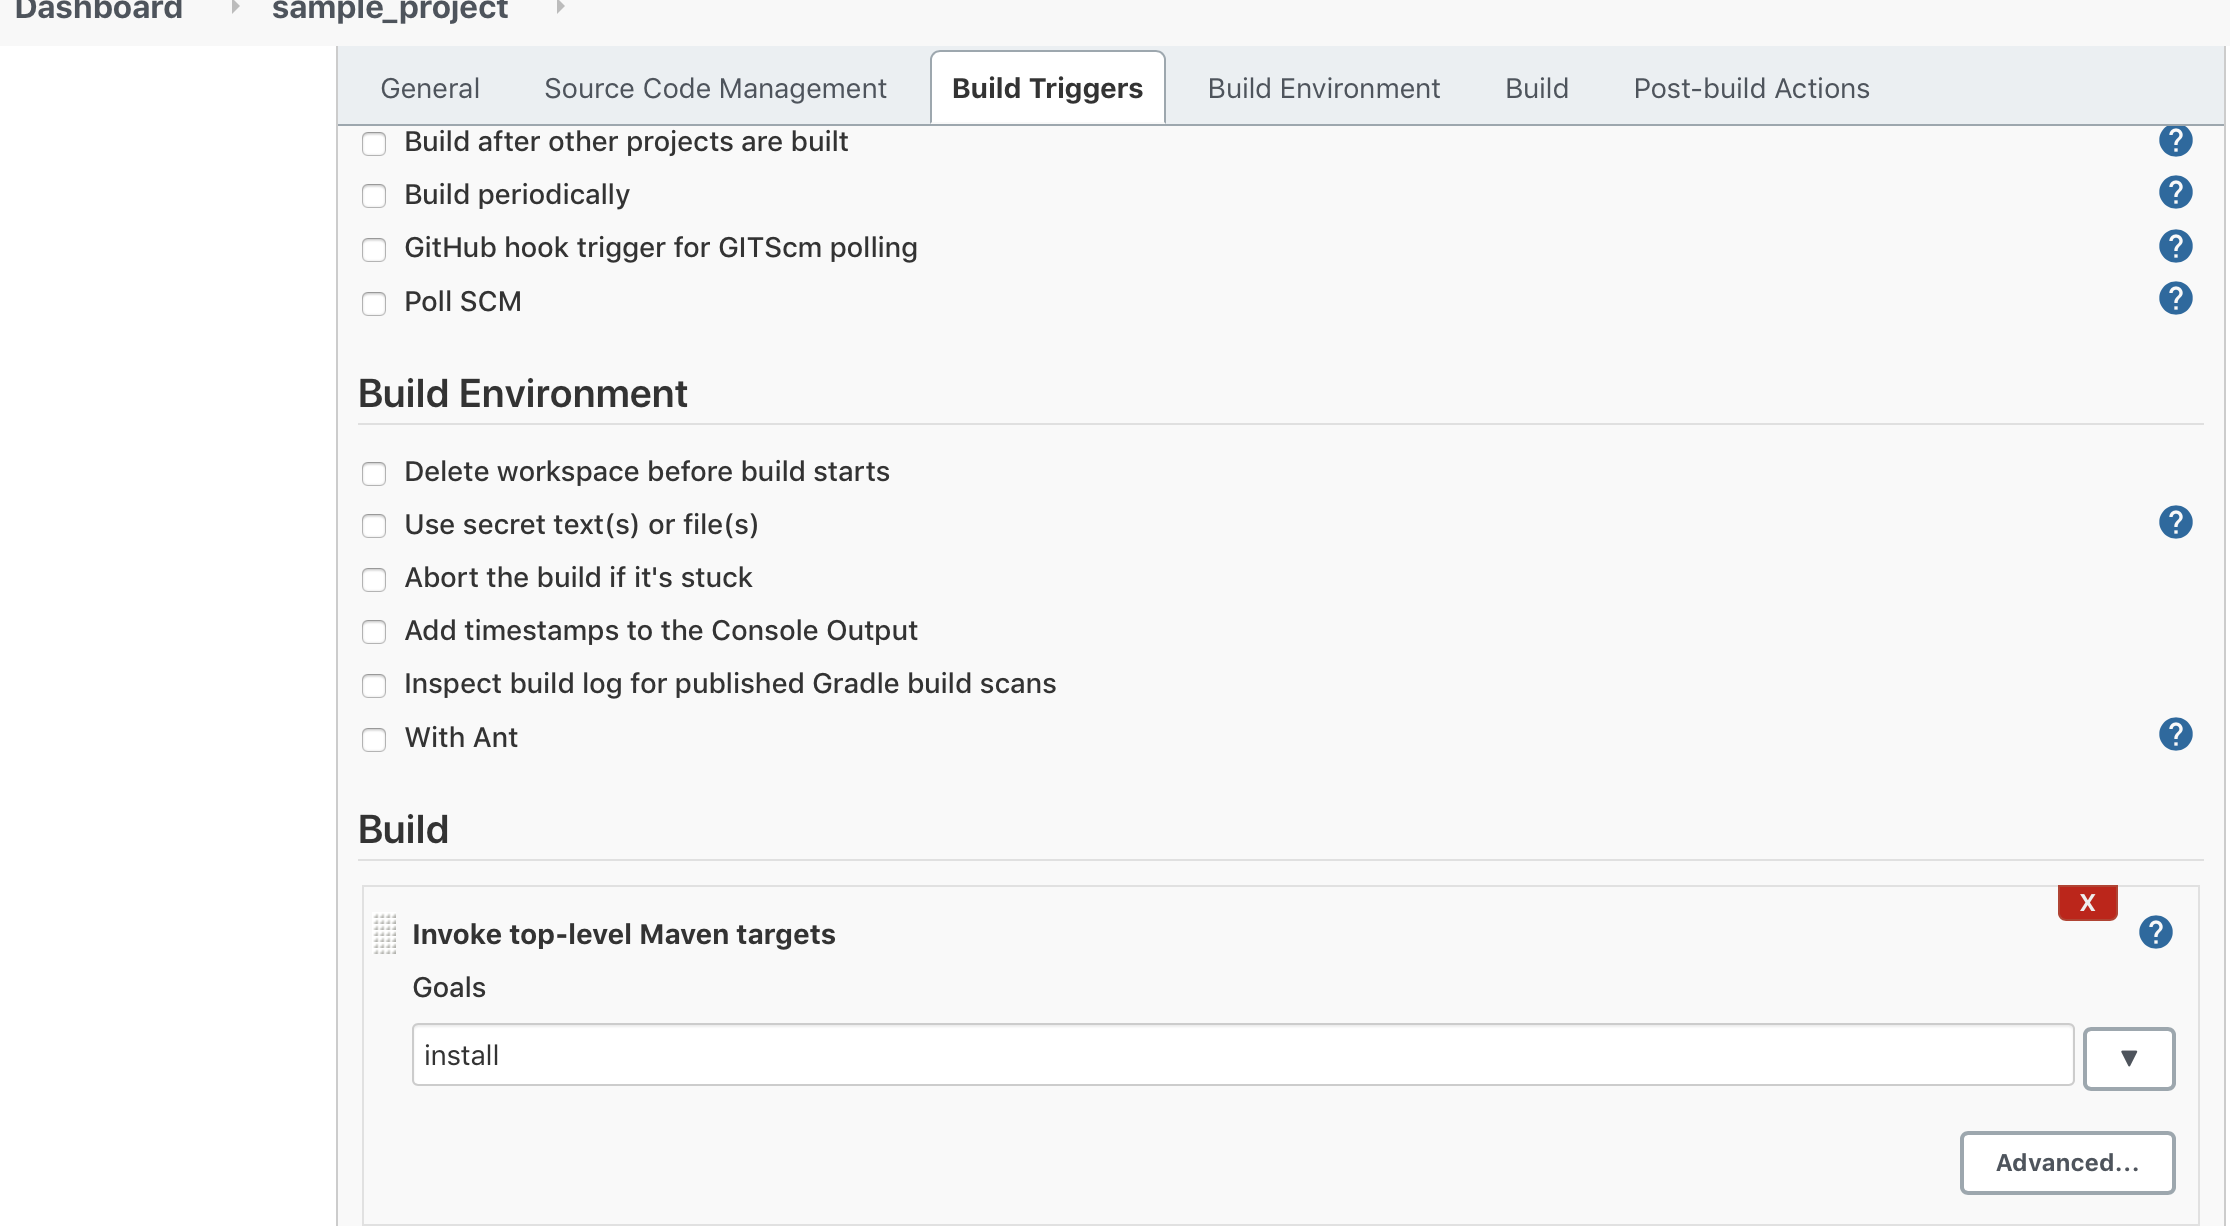 Dashboard sample_project
General Source Code Management Build Triggers Build Environment Build Post-build Actions
Build after other projects are built ?
Build periodically ?
GitHub hook trigger for GITScm polling ?
Poll SCM ?
Build Environment
Delete workspace before build starts
Use secret text(s) or file(s) ?
Abort the build if it's stuck
Add timestamps to the Console Output
Inspect build log for published Gradle build scans
With Ant ?
Build
X
Invoke top-level Maven targets ?
Goals
install
Advanced...